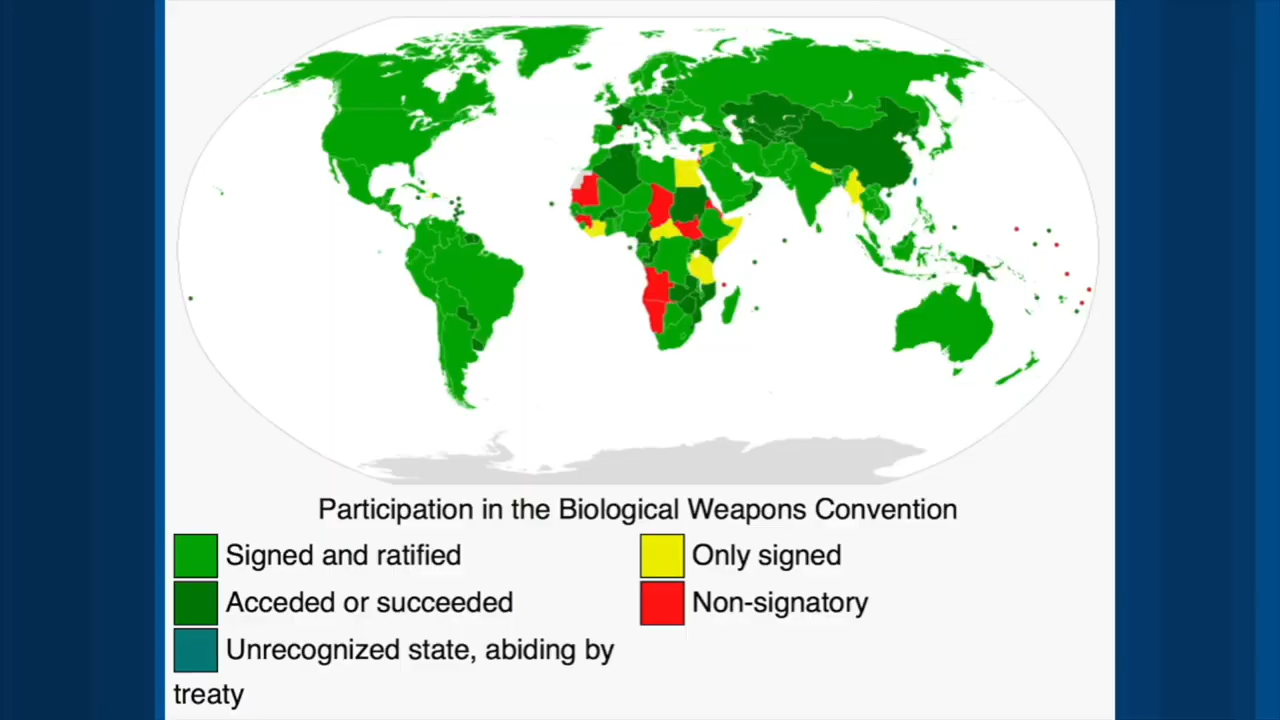 Participation in the Biological Weapons Convention
Signed and ratified
Only signed
Acceded or succeeded
Non-signatory
Unrecognized state, abiding by
treaty